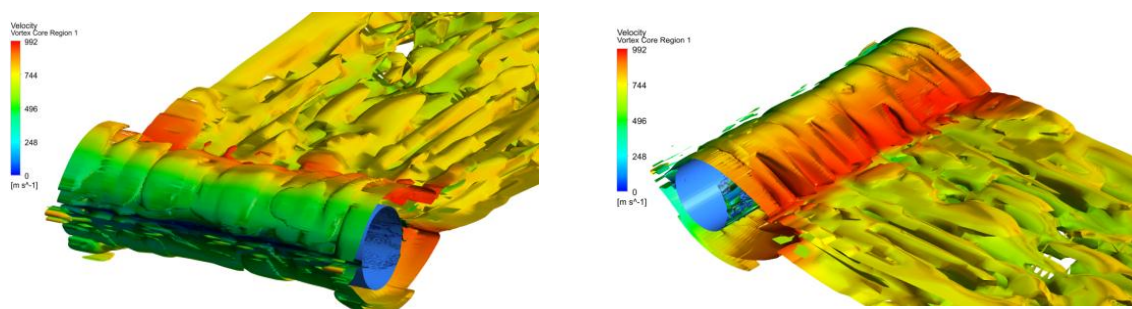 Velocity
Vortex Core Region 1
992
744
496
248
0
[m s^-1]
Velocity
Vortex Core Region 1
992
744
496
248
0
[m s^-1]